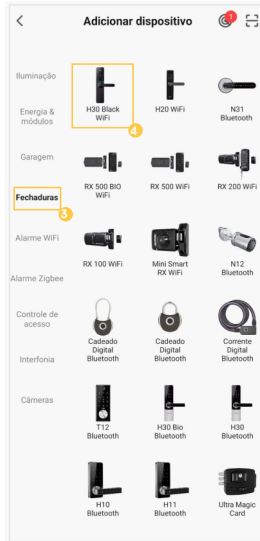 Adicionar dispositivo
1
Iluminação
Energia &
módulos
Garagem
Fechaduras
3
Alarme WiFi
Alarme Zigbee
Controle de
acesso
Interfonia
Câmeras
H30 Black
WiFi
4
H20 WiFi
N31
Bluetooth
RX 500 BIO
WiFi
RX 500 WiFi
RX 200 WiFi
RX 100 WiFi
Mini Smart
RX WiFi
N12
Bluetooth
Cadeado
Digital
Bluetooth
Cadeado
Digital
Bluetooth
Corrente
Digital
Bluetooth
T12
Bluetooth
H30 Bio
Bluetooth
H30
Bluetooth
H10
Bluetooth
H11
Bluetooth
Ultra Magic
Card